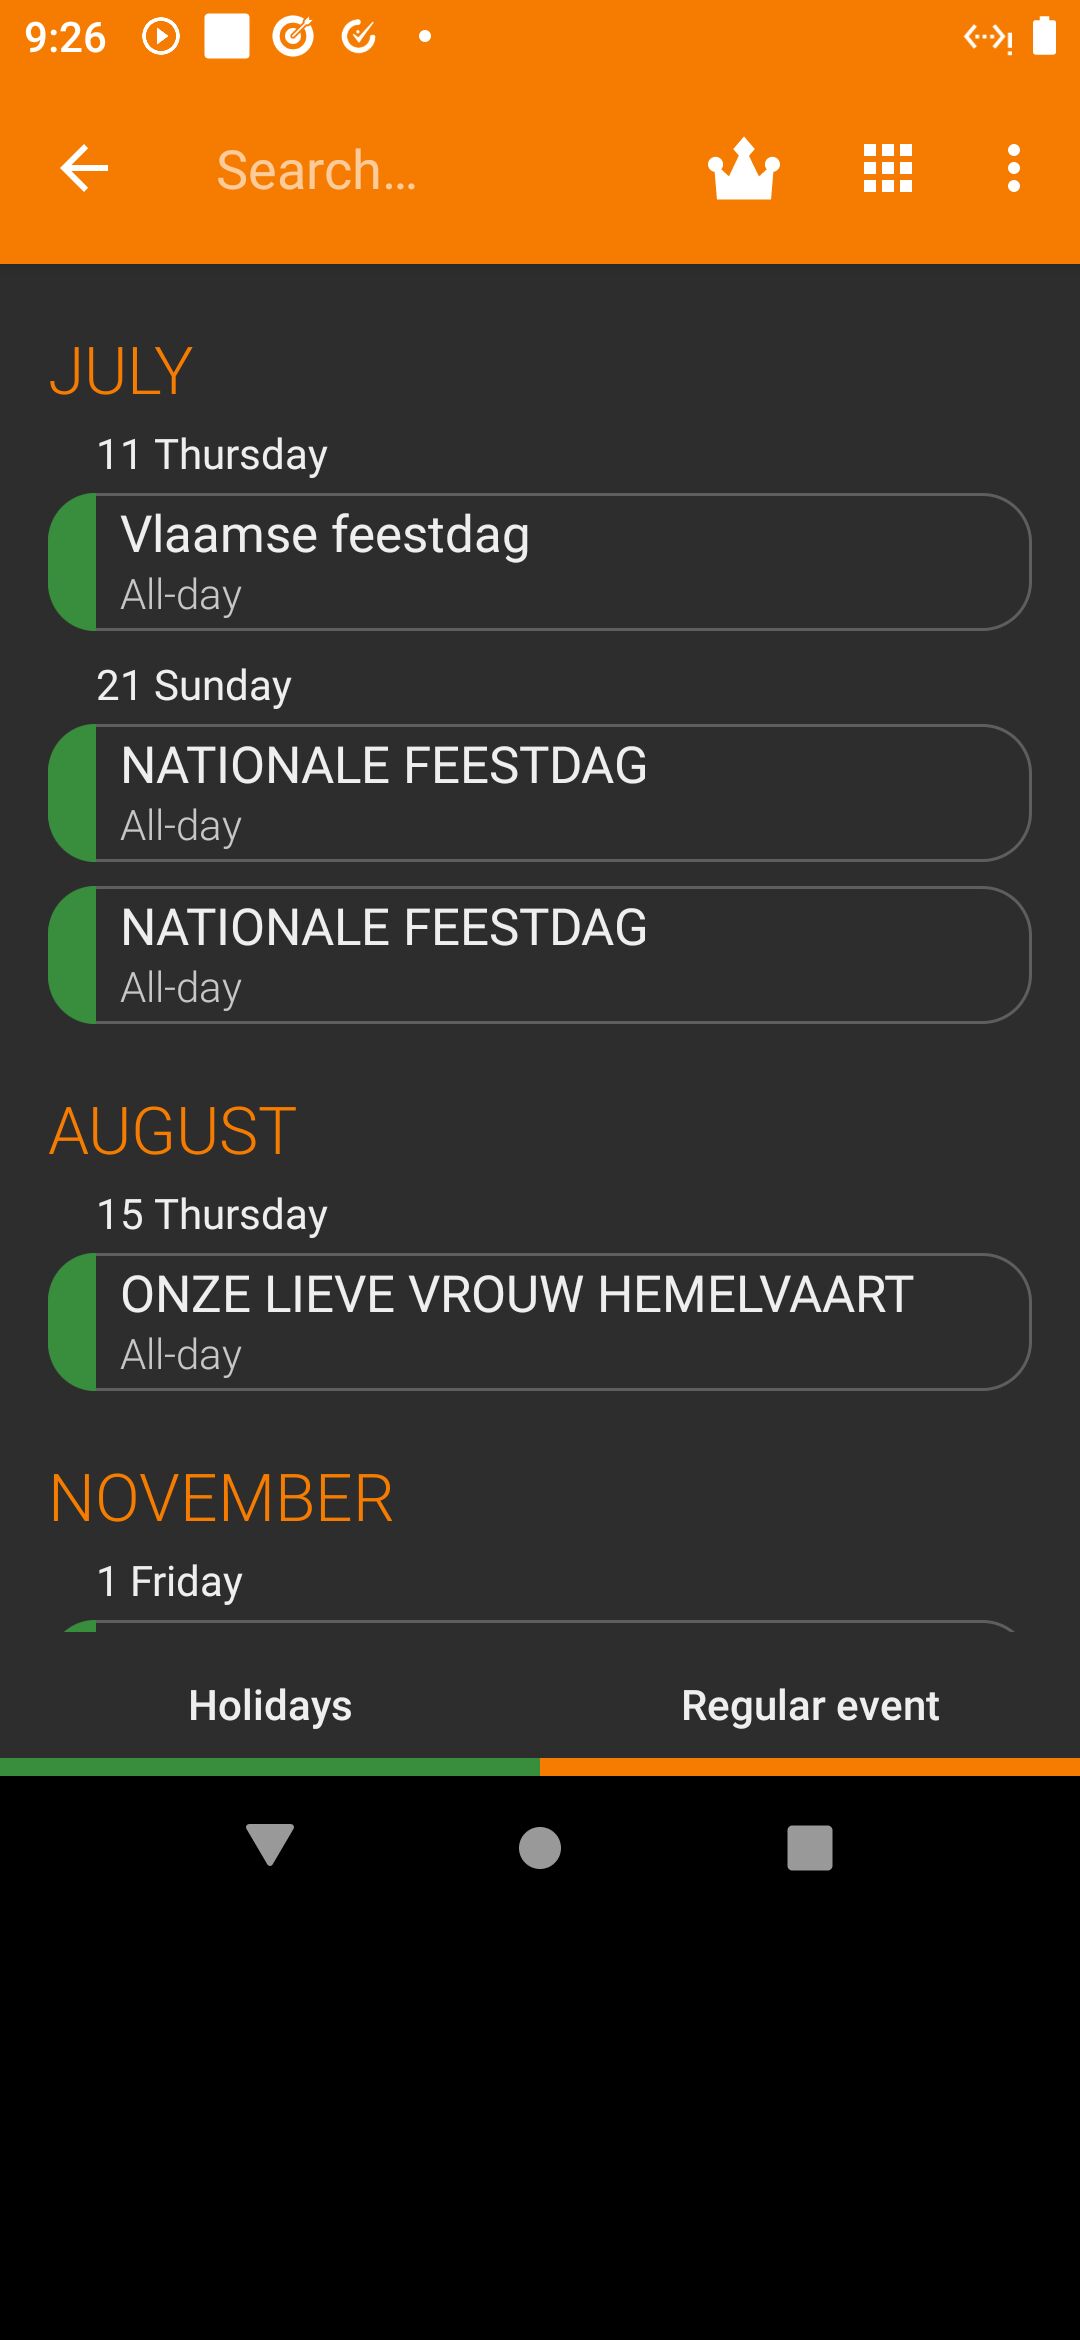 9:26
Search...
JULY
11 Thursday
Vlaamse feestdag
All-day
21 Sunday
NATIONALE FEESTDAG
All-day
NATIONALE FEESTDAG
All-day
AUGUST
15 Thursday
ONZE LIEVE VROUW HEMELVAART
All-day
NOVEMBER
1 Friday
Holidays
Regular event